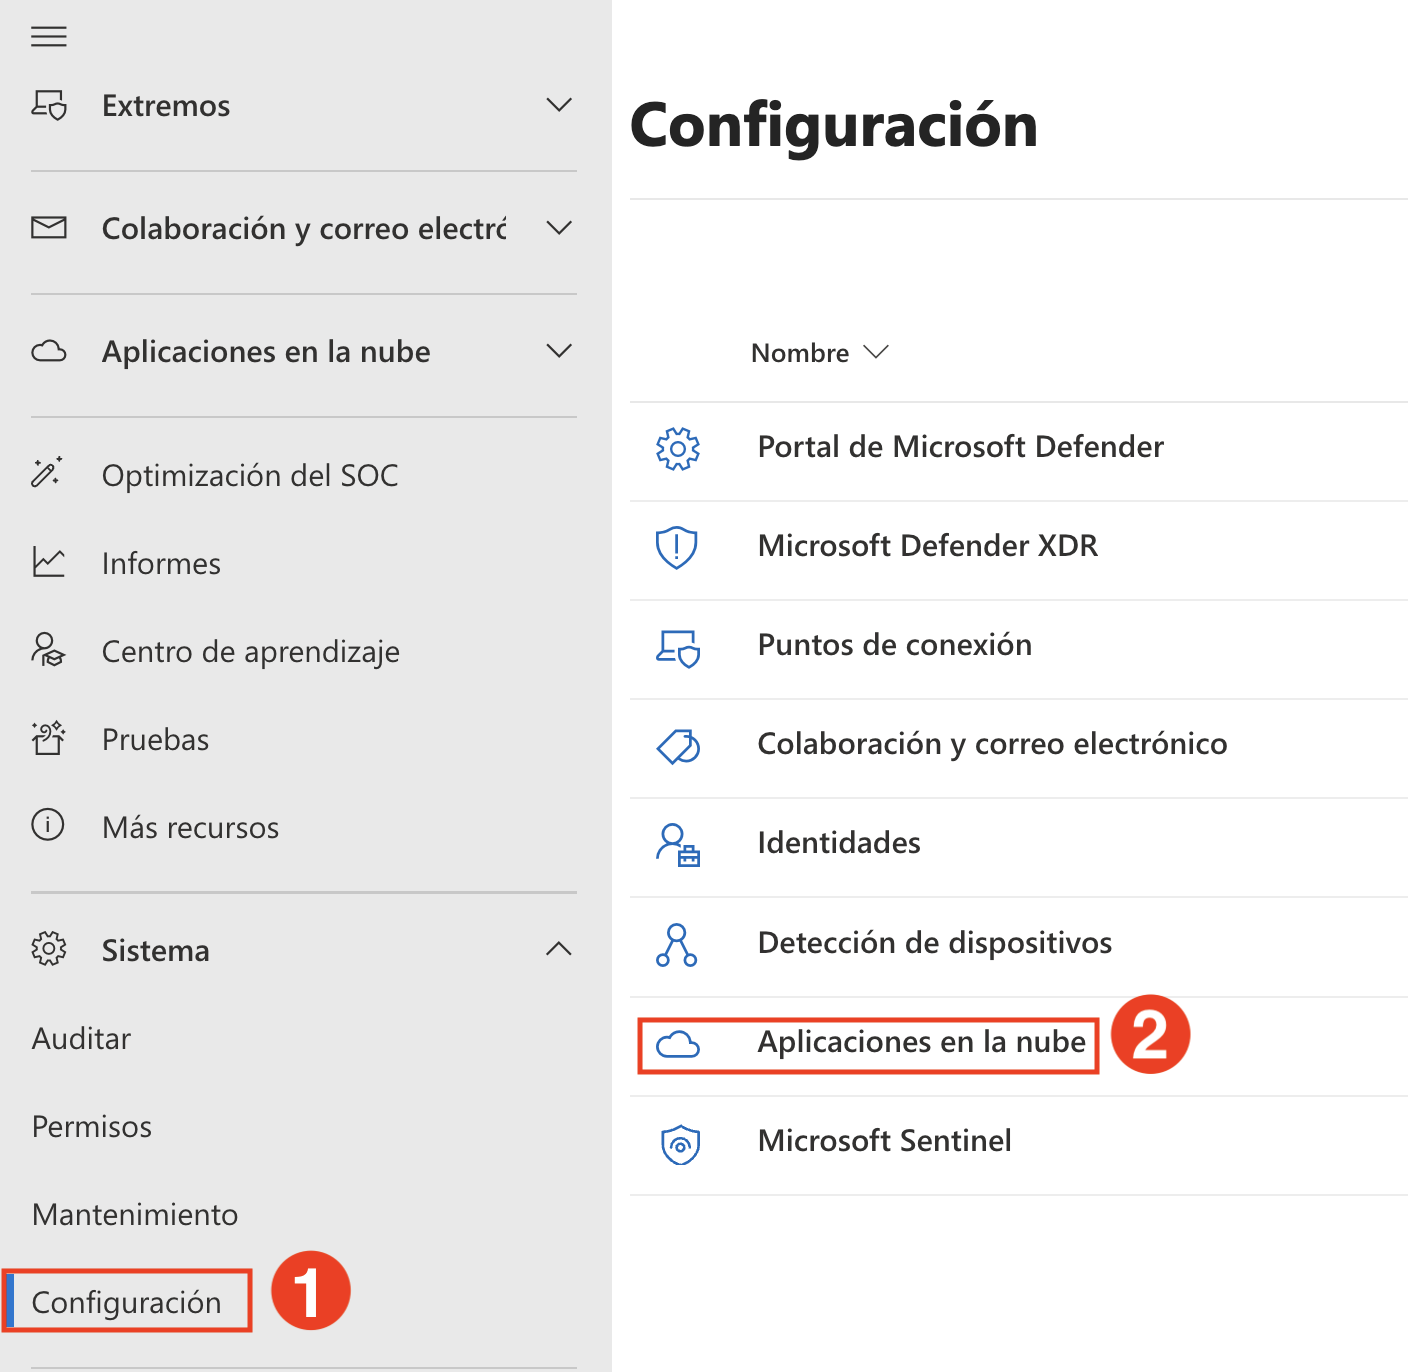 Extremos
Colaboración y correo electró
Aplicaciones en la nube
Optimización del SOC
Informes
Centro de aprendizaje
Pruebas
Más recursos
Sistema
Auditar
Permisos
Mantenimiento
Configuración
1
Configuración
Nombre
Portal de Microsoft Defender
Microsoft Defender XDR
Puntos de conexión
Colaboración y correo electrónico
Identidades
Detección de dispositivos
Aplicaciones en la nube
2
Microsoft Sentinel